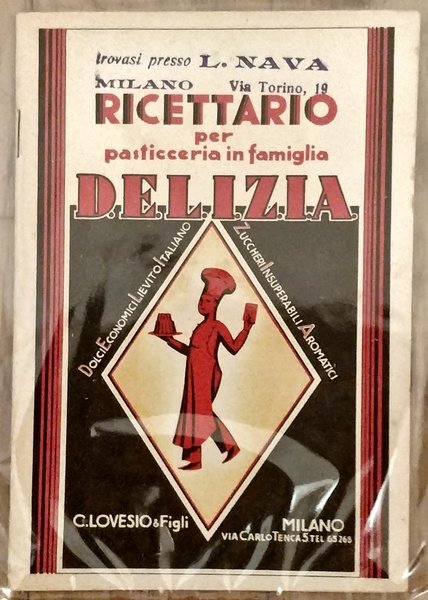 trovasi presso L. NAVA
MILANO Via Torino, 19
RICETTARIO
per
pasticceria in famiglia
D.E.L.I.Z.I.A.
DOLCI ECONOMICI LIEVITO ITALIANO
ZUCCHERI INSUPERABILI AROMATICI
C. LOVESIO & Figli
MILANO
VIA CARLO TENCA 5 TEL 65268